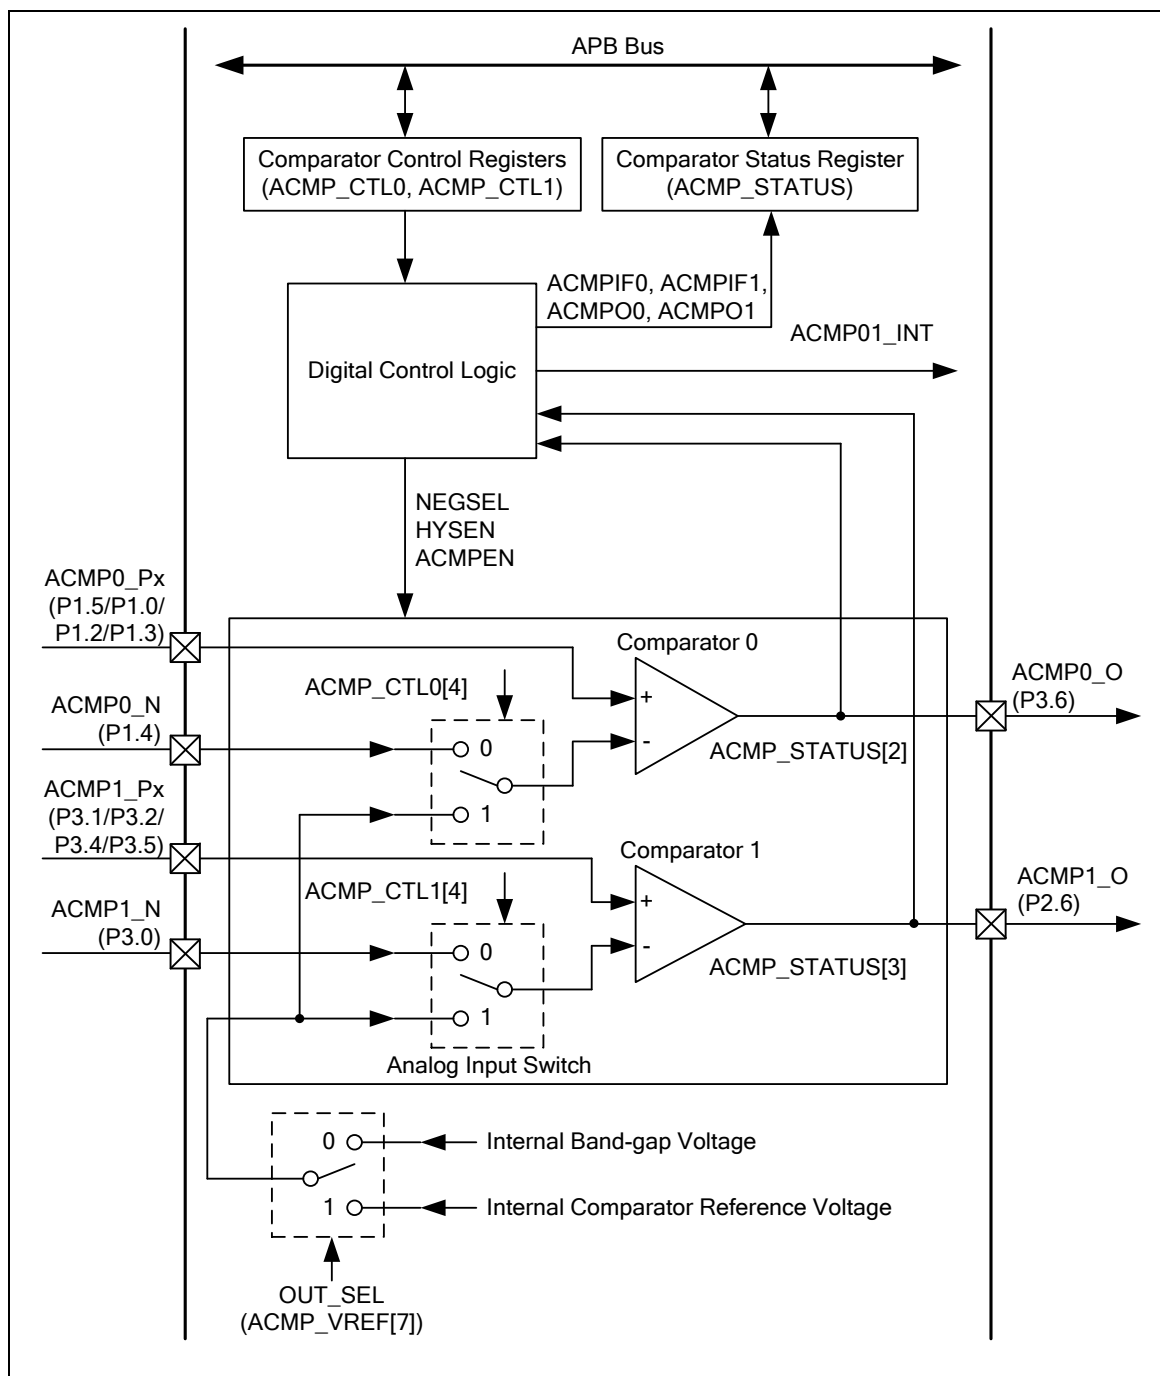 APB Bus
Comparator Control Registers
(ACMP_CTL0, ACMP_CTL1)
Comparator Status Register
(ACMP_STATUS)
ACMPIF0, ACMPIF1,
ACMPO0, ACMPO1
ACMP01_INT
Digital Control Logic
NEGSEL
HYSEN
ACMPEN
ACMP0_Px
(P1.5/P1.0/
P1.2/P1.3)
Comparator 0
ACMP_CTL0[4]
ACMP0_O
(P3.6)
ACMP0_N
(P1.4)
+
-
0
1
ACMP_STATUS[2]
ACMP1_Px
(P3.1/P3.2/
P3.4/P3.5)
Comparator 1
ACMP_CTL1[4]
ACMP1_O
(P2.6)
ACMP1_N
(P3.0)
+
-
0
1
ACMP_STATUS[3]
Analog Input Switch
0
Internal Band-gap Voltage
1
Internal Comparator Reference Voltage
OUT_SEL
(ACMP_VREF[7])